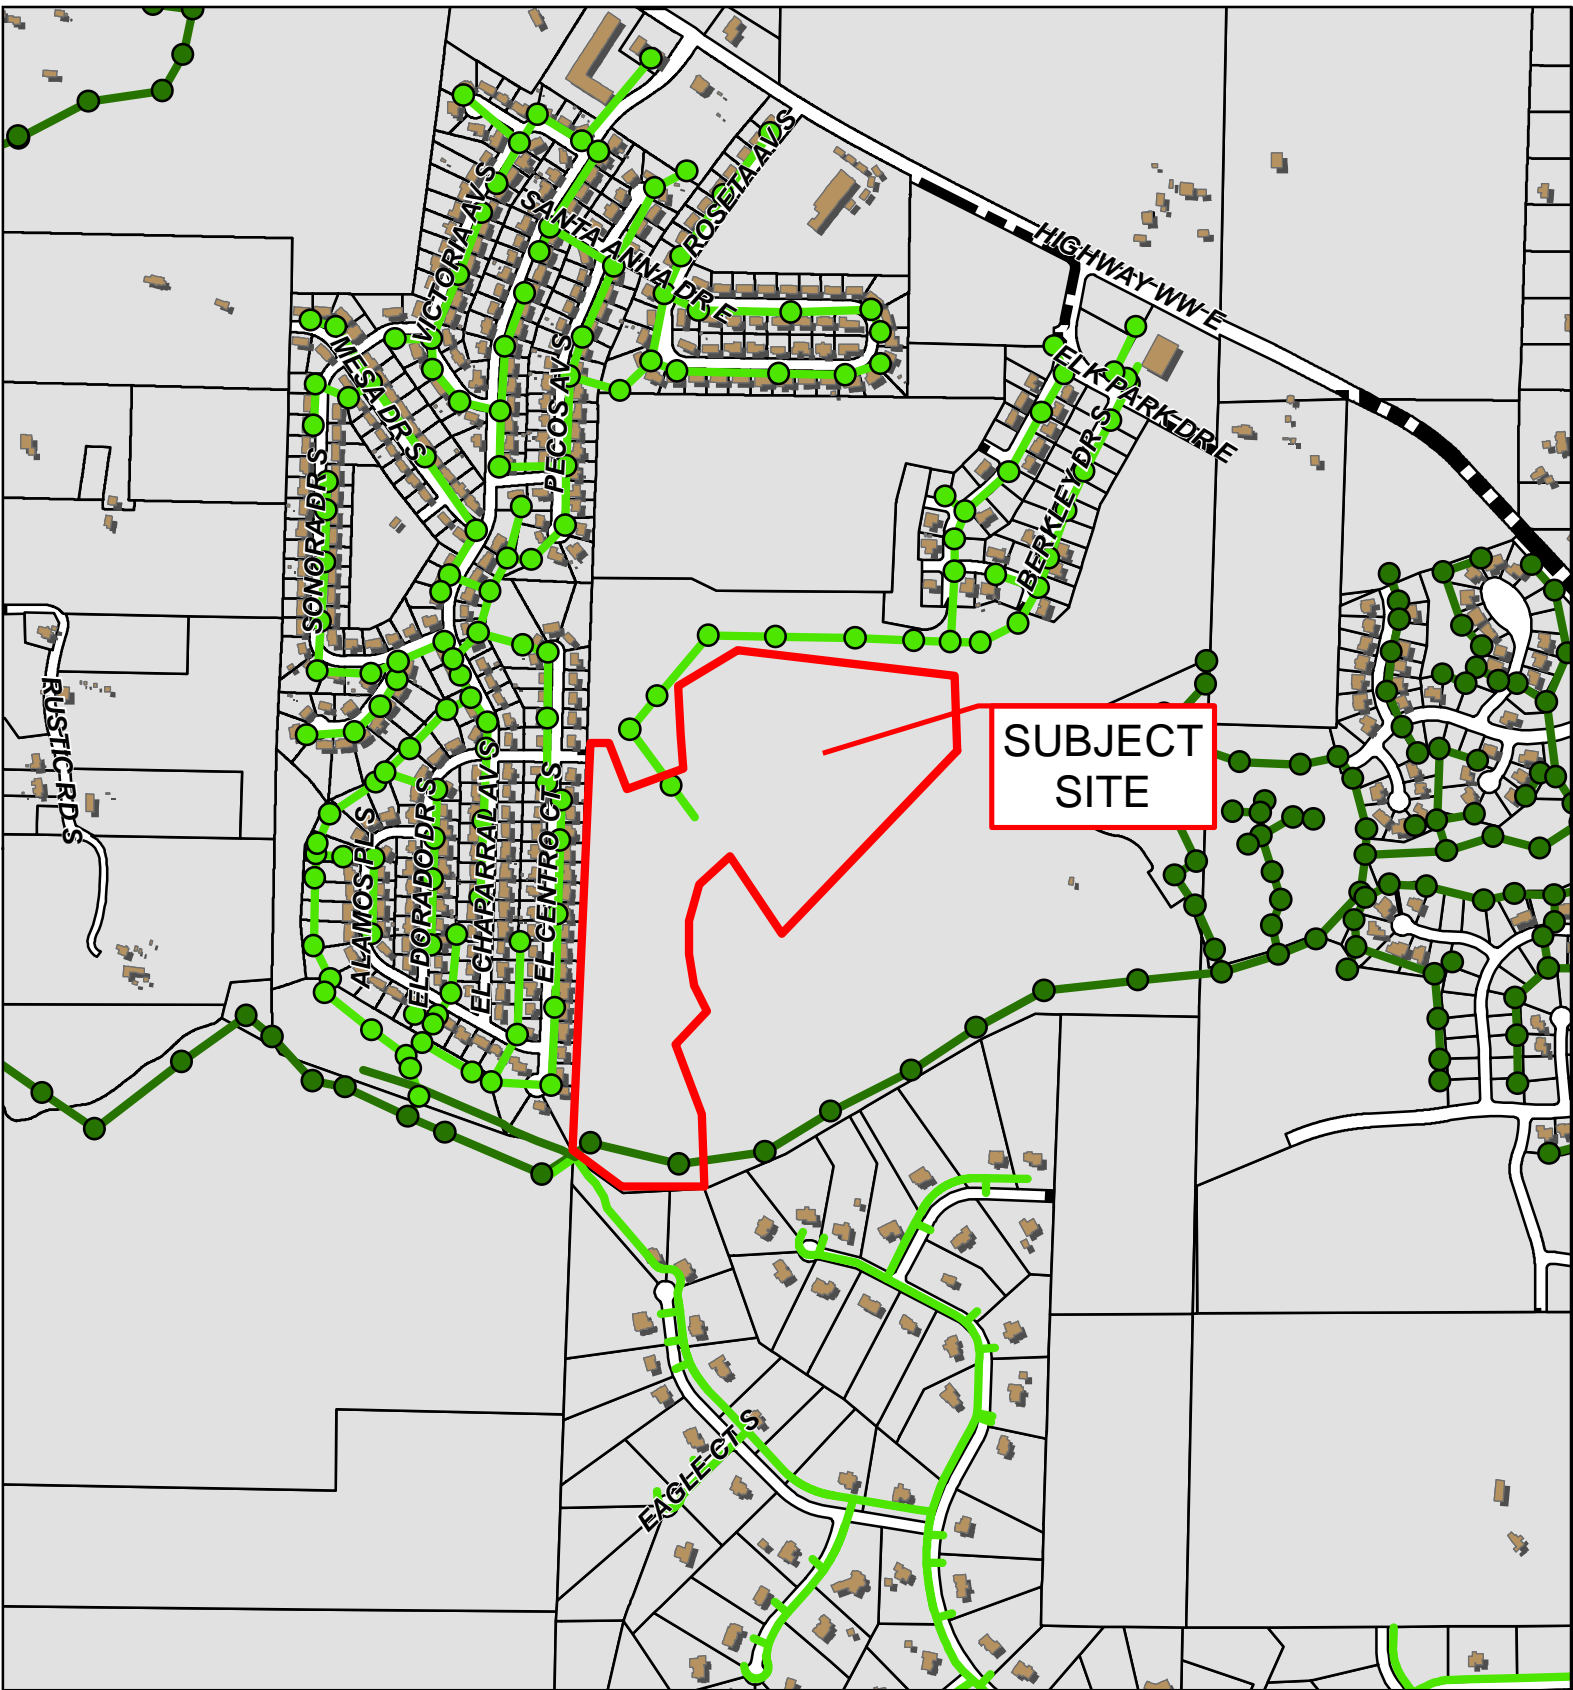 VICTORIA AV S
SANTA ANNA DR E
ROSETA AV S
HIGHWAY WW E
MESA DR S
PECOS AV S
ELK PARK DR E
BERKLEY DR S
SONORA DR S
RUSTIC RD S
SUBJECT
SITE
ALAMOS PL S
EL DORADO DR S
EL CHAPARRAL AV S
EL CENTRO CT S
EAGLE CT S